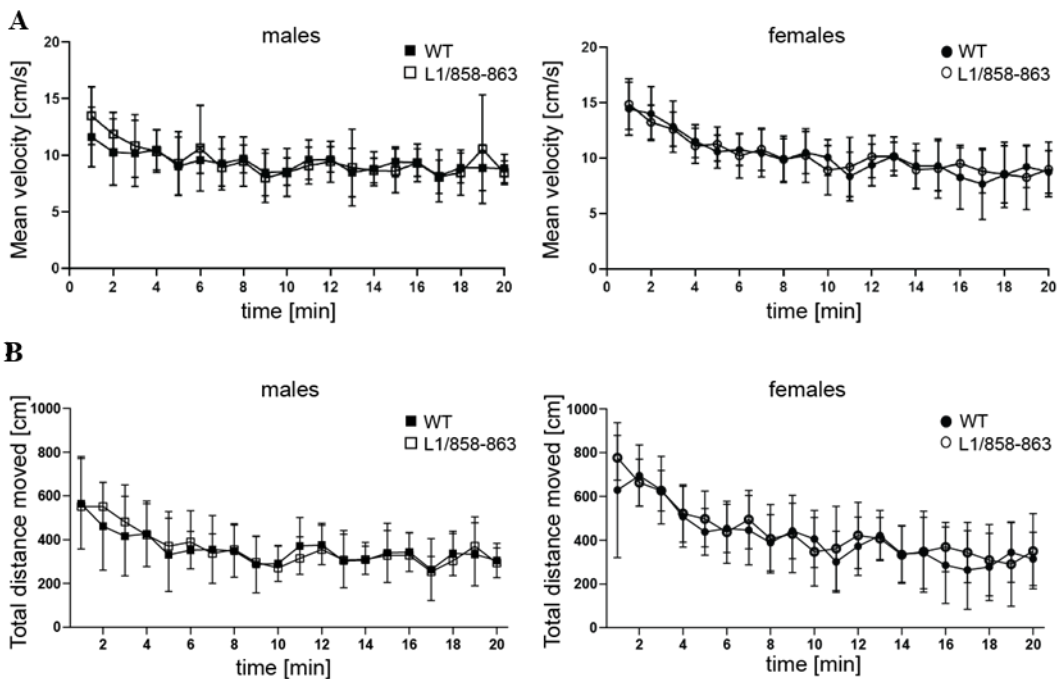 A
males
WT
L1/858-863
Mean velocity [cm/s]
20
15
10
5
0
0 2 4 6 8 10 12 14 16 18 20
time [min]
females
WT
L1/858-863
Mean velocity [cm/s]
20
15
10
5
0
0 2 4 6 8 10 12 14 16 18 20
time [min]
B
males
WT
L1/858-863
Total distance moved [cm]
1000
800
600
400
200
0
2 4 6 8 10 12 14 16 18 20
time [min]
females
WT
L1/858-863
Total distance moved [cm]
1000
800
600
400
200
0
2 4 6 8 10 12 14 16 18 20
time [min]